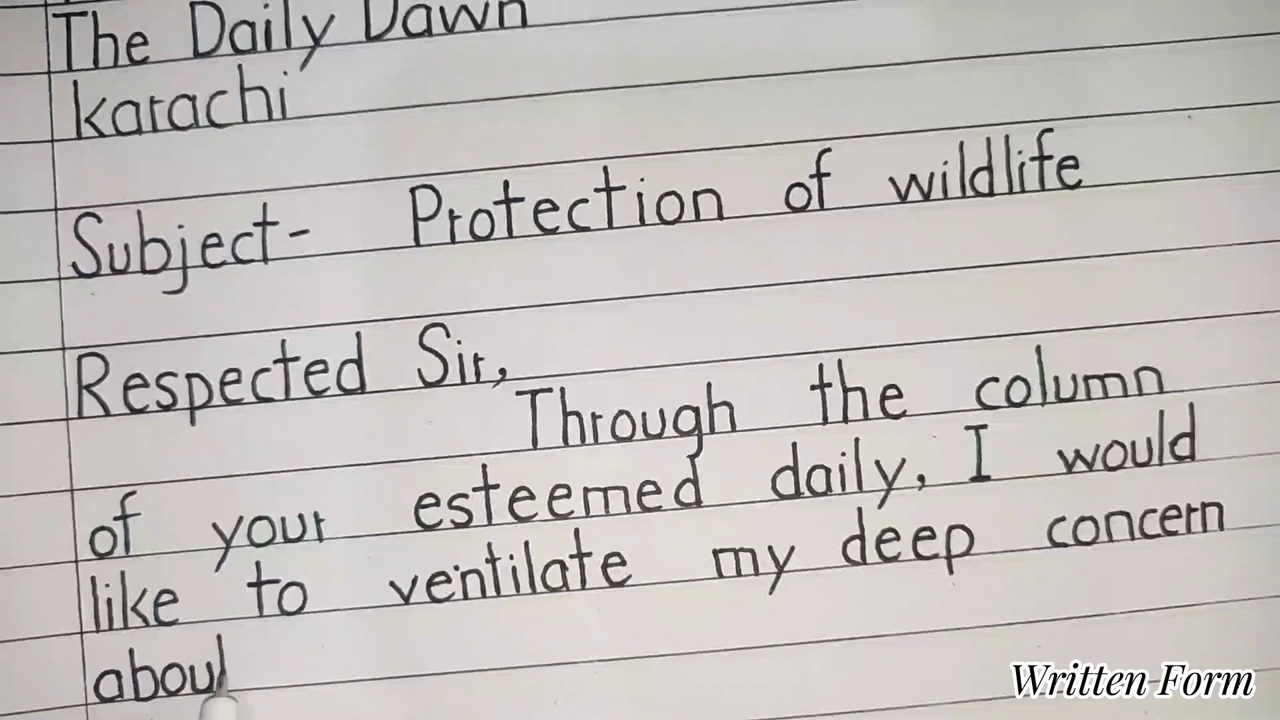 The Daily Dawn
karachi
Subject- Protection of wildlife
Respected Sir,
Through the column
of your esteemed daily, I would
like to ventilate my deep concern
about
Written Form